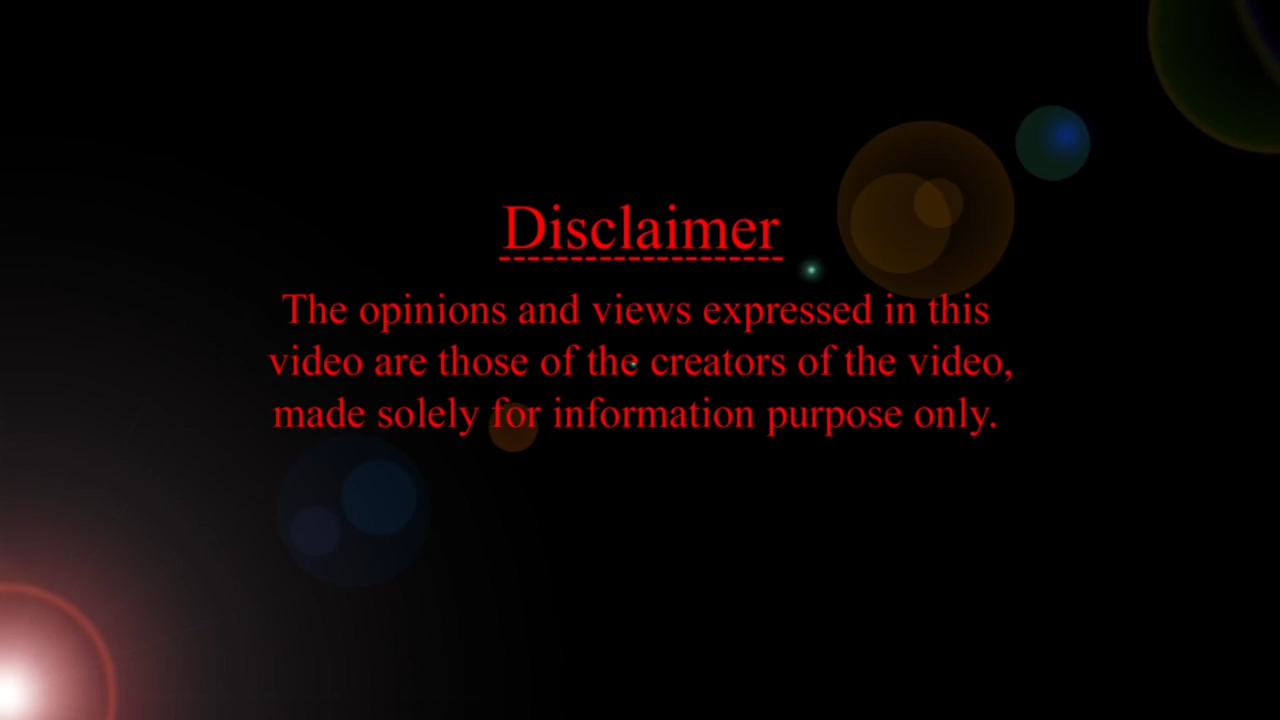 Disclaimer
The opinions and views expressed in this
video are those of the creators of the video,
made solely for information purpose only.